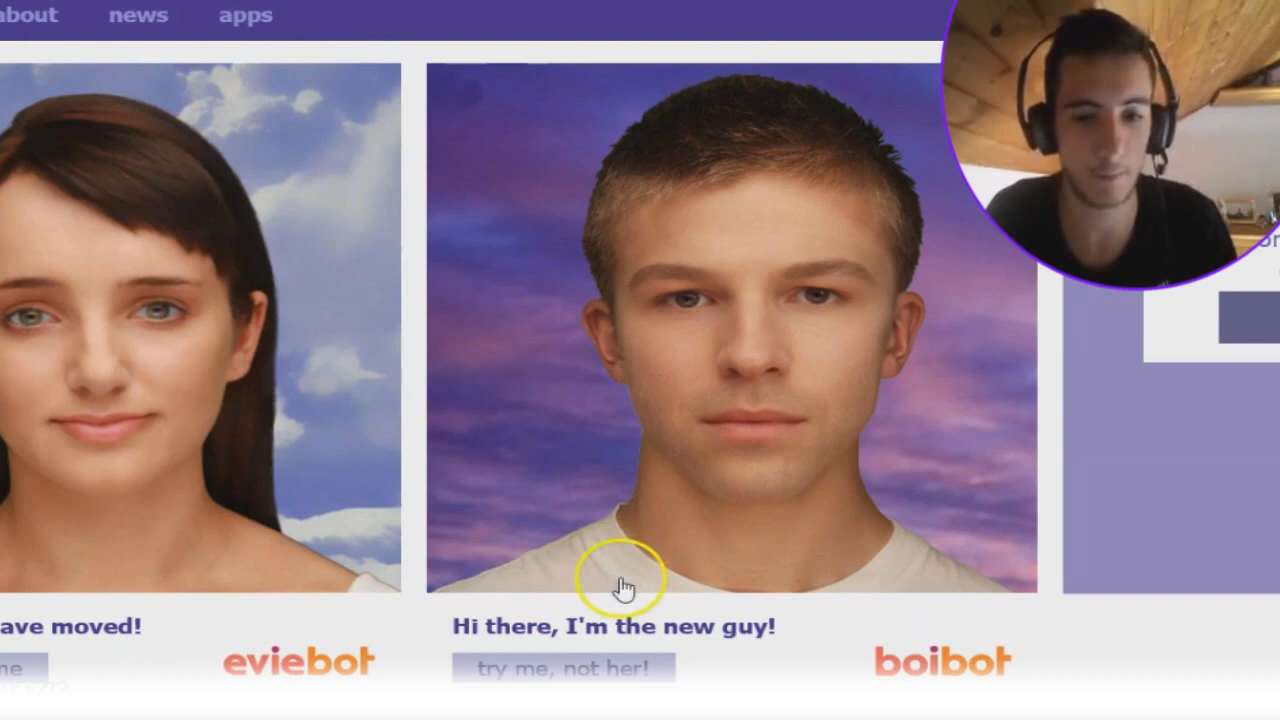 about news apps
ave moved!
eviebot
Hi there, I'm the new guy!
try me, not her!
boibot